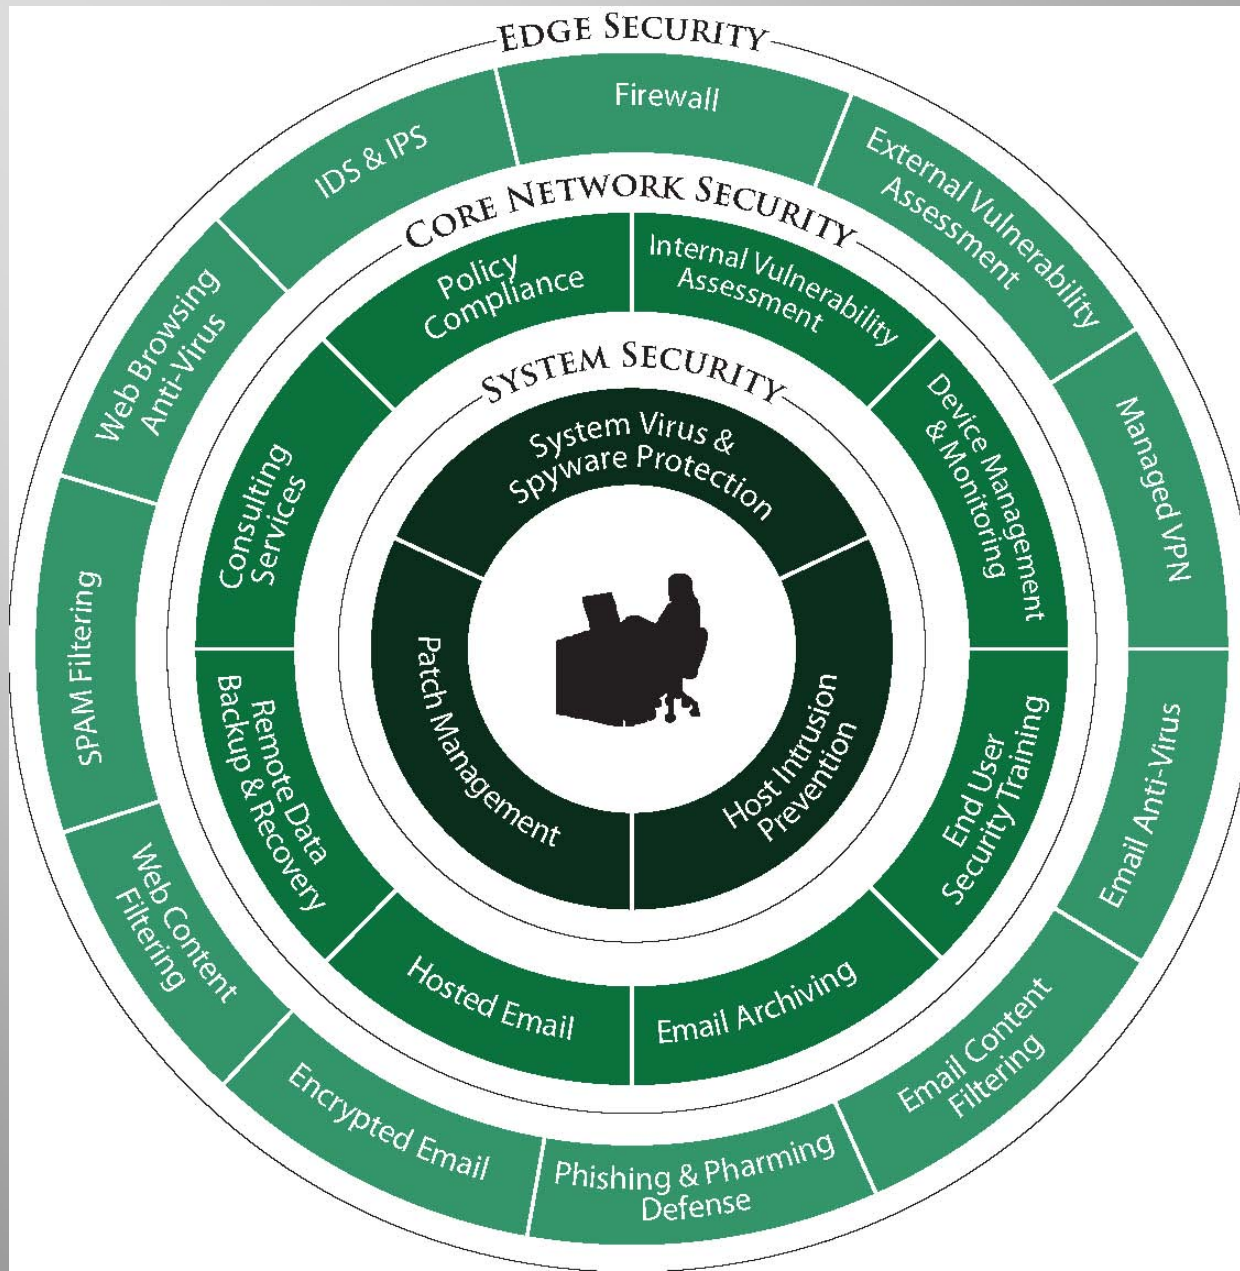 EDGE SECURITY
Firewall
External Vulnerability
Assessment
Managed VPN
Email Anti-Virus
Email Content
Filtering
Phishing & Pharming
Defense
Encrypted Email
Web Content
Filtering
SPAM Filtering
Web Browsing
Anti-Virus
IDS & IPS
CORE NETWORK SECURITY
Internal Vulnerability
Assessment
Device Management
& Monitoring
End User
Security Training
Email Archiving
Hosted Email
Remote Data
Backup & Recovery
Consulting
Services
Policy
Compliance
SYSTEM SECURITY
System Virus &
Spyware Protection
Host Intrusion
Prevention
Patch Management